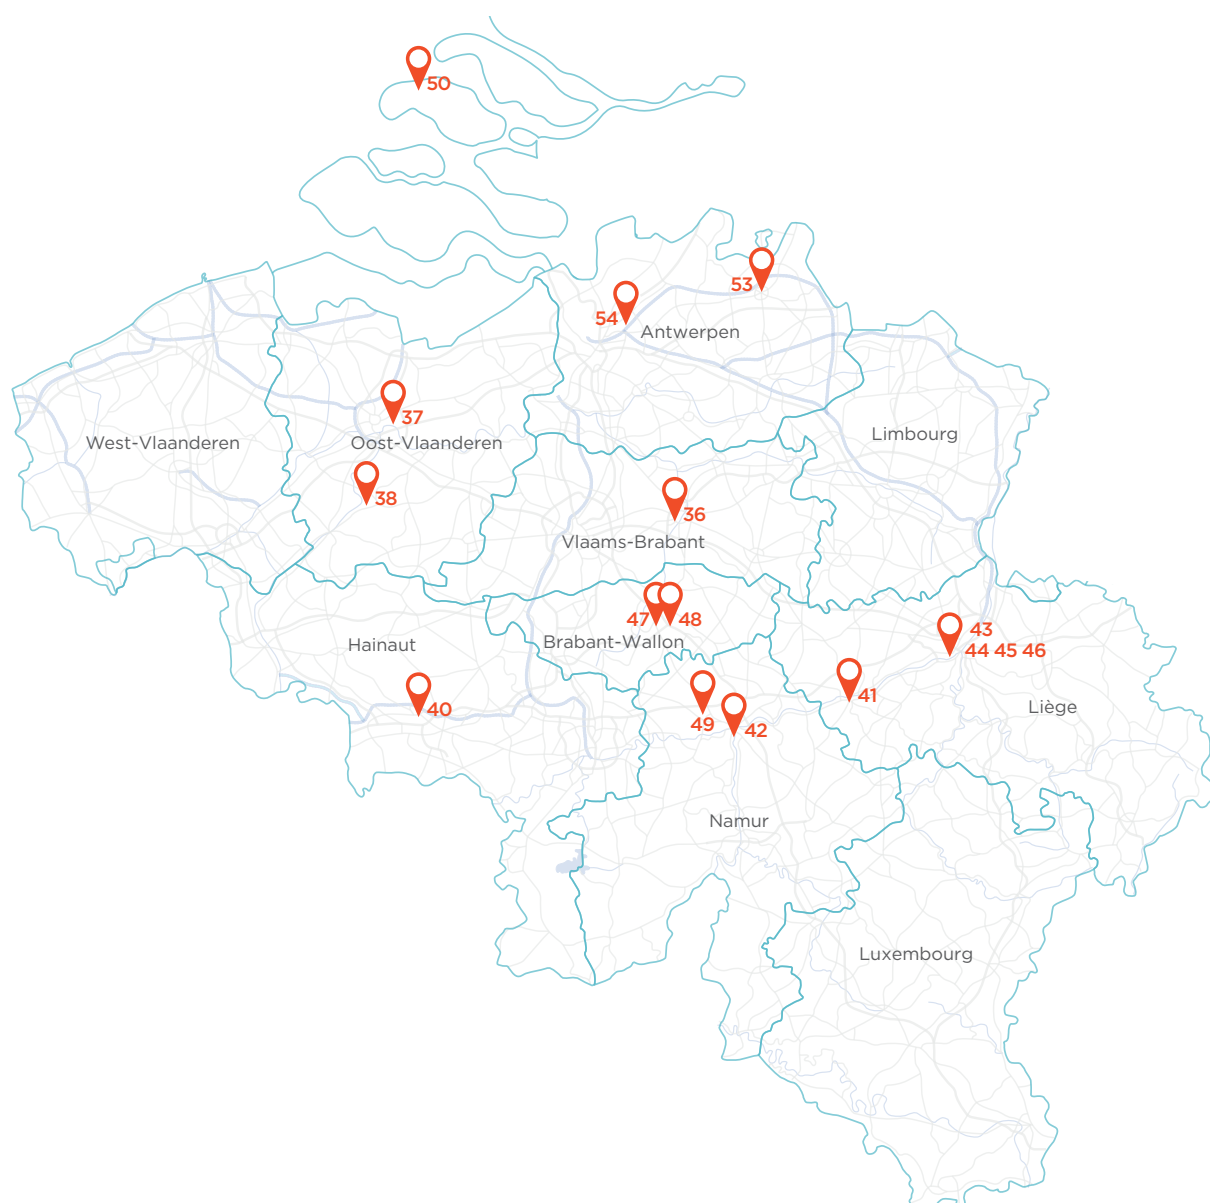 50
53
54
Antwerpen
37
West-Vlaanderen
Oost-Vlaanderen
Limbourg
38
36
Vlaams-Brabant
47
48
43
Brabant-Wallon
Hainaut
44 45 46
41
40
Liège
49
42
Namur
Luxembourg